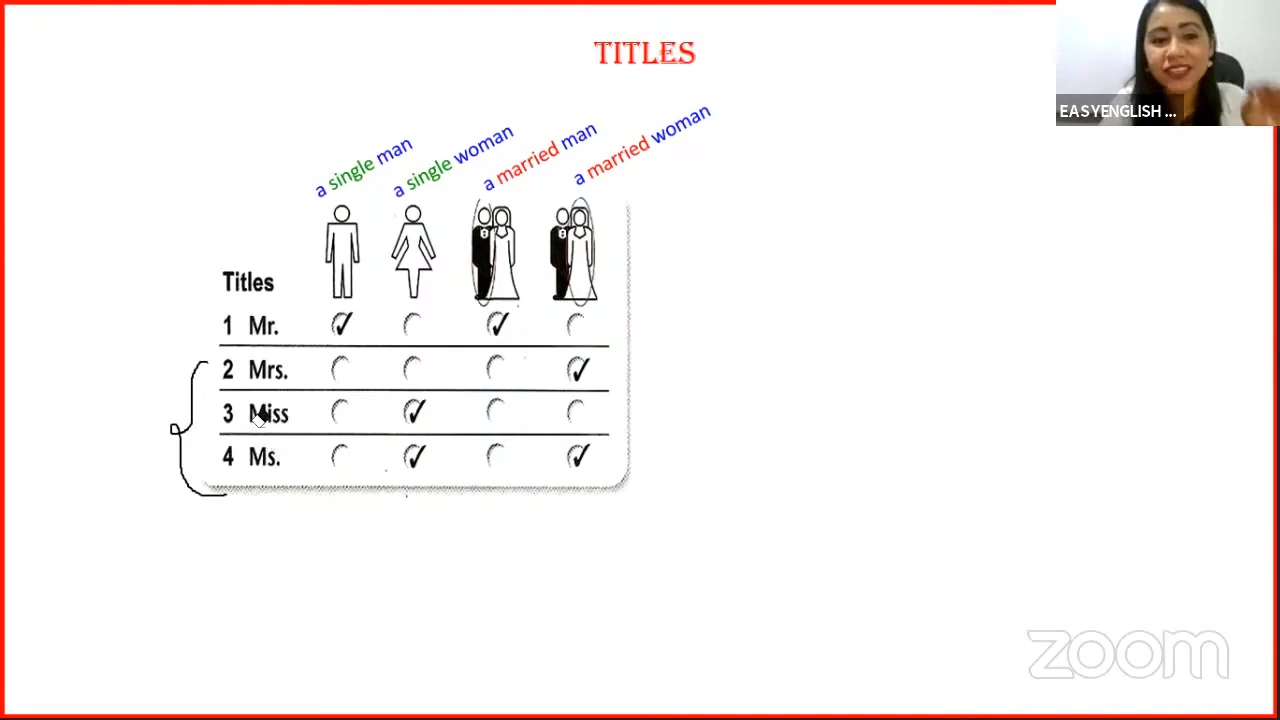 TITLES
EASYENGLISH ...
a single man
a single woman
a married man
a married woman
Titles
1 Mr.
2 Mrs.
3 Miss
4 Ms.
zoom